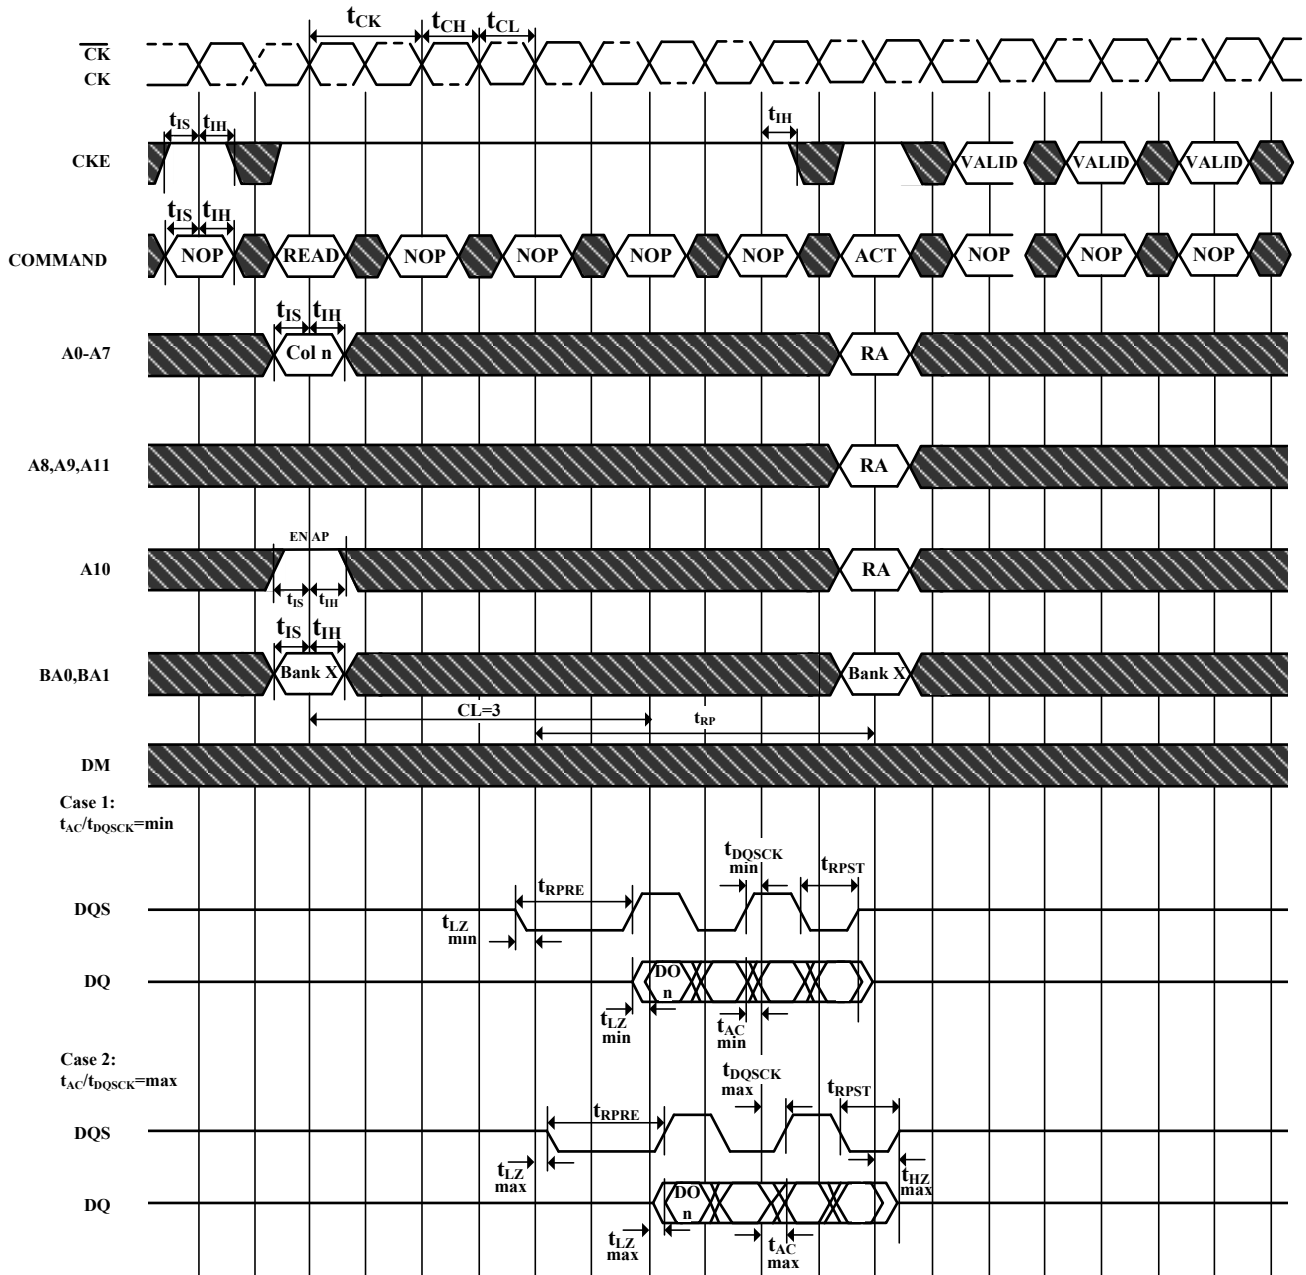 tCK tCH tCL
CK
CK
tIS tIH tIH
CKE VALID VALID VALID
tIS tIH
COMMAND NOP READ NOP NOP NOP NOP ACT NOP NOP NOP
tIS tIH
A0-A7 Col n RA
A8,A9,A11 RA
EN AP
A10 RA
tIS tIH
tIS tIH
BA0,BA1 Bank X Bank X
CL=3 tRP
DM
Case 1:
tAC/tDQSCK=min
tDQSCK min tRPST
tRPRE
DQS
tLZ min
DQ DO n
tLZ min tAC min
Case 2:
tAC/tDQSCK=max
tDQSCK max tRPST
tRPRE
DQS
tLZ max tHZ max
DQ DO n
tLZ max tAC max